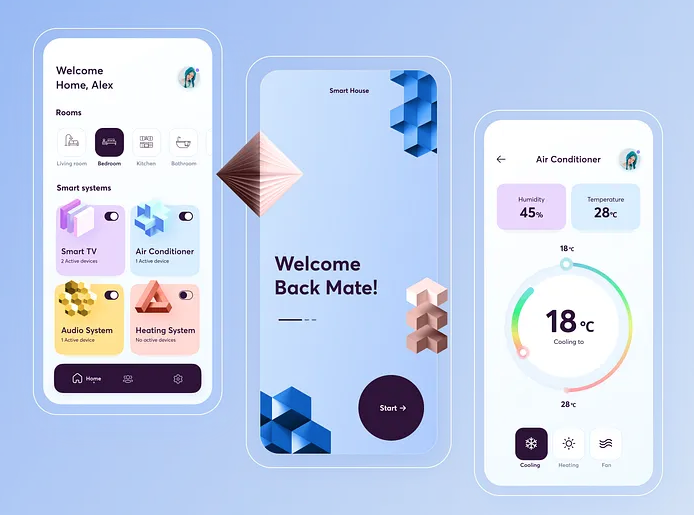 Welcome
Home, Alex
Rooms
Living room
Bedroom
Kitchen
Bathroom
Smart systems
Smart TV
2 Active devices
Air Conditioner
1 Active device
Audio System
1 Active device
Heating System
No active devices
Home
Smart House
Welcome
Back Mate!
Start →
← Air Conditioner
Humidity
45%
Temperature
28°C
18°C
18 °C
Cooling to
28°C
Cooling
Heating
Fan